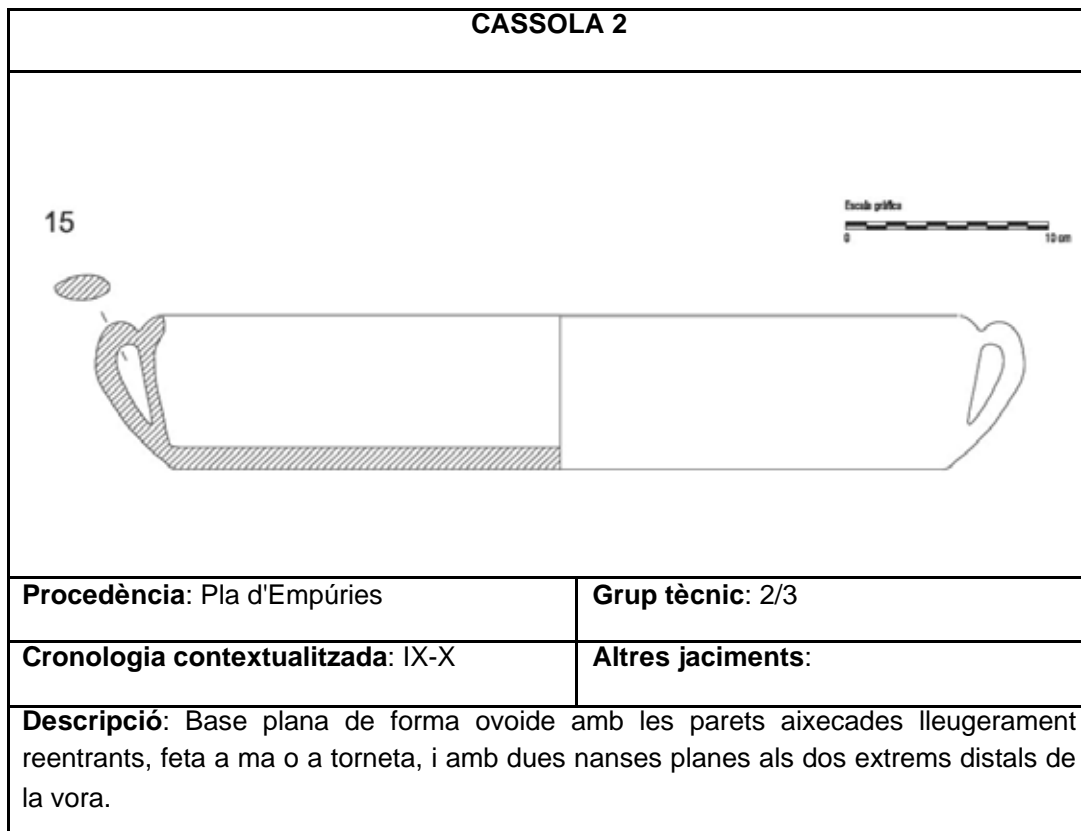 CASSOLA 2
15
Escala gràfica
0 10 cm
Procedència: Pla d'Empúries
Grup tècnic: 2/3
Cronologia contextualitzada: IX-X
Altres jaciments:
Descripció: Base plana de forma ovoide amb les parets aixecades lleugerament
reentrants, feta a ma o a torneta, i amb dues nanses planes als dos extrems distals de
la vora.